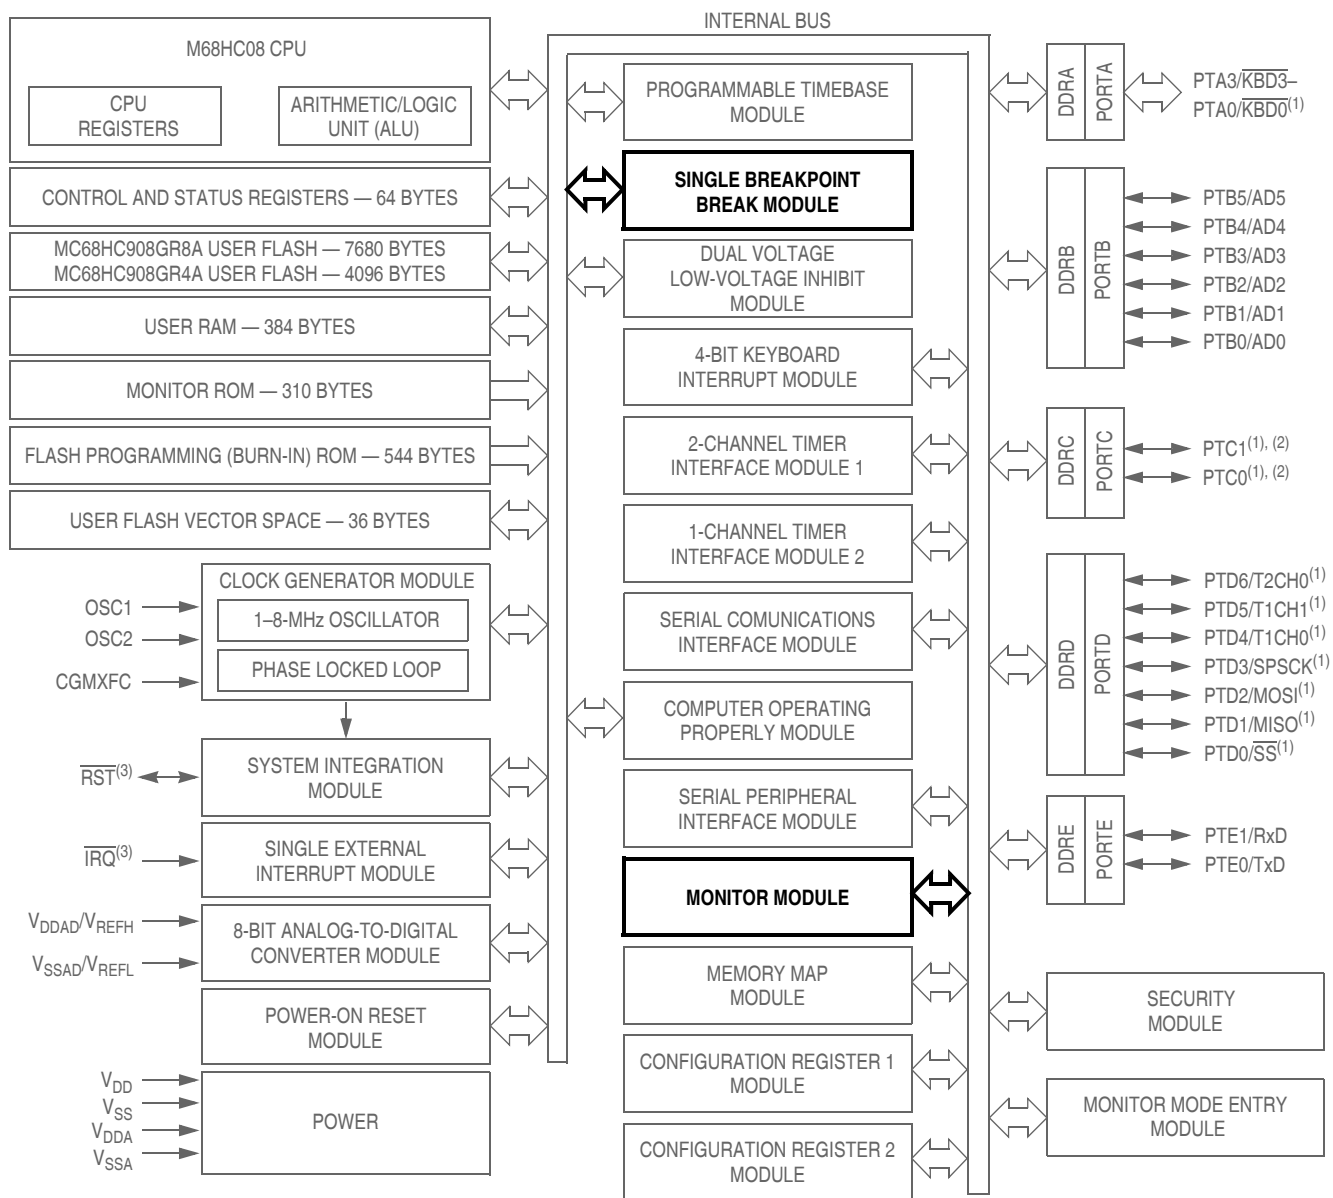 INTERNAL BUS
M68HC08 CPU
CPU
REGISTERS
ARITHMETIC/LOGIC
UNIT (ALU)
CONTROL AND STATUS REGISTERS — 64 BYTES
MC68HC908GR8A USER FLASH — 7680 BYTES
MC68HC908GR4A USER FLASH — 4096 BYTES
USER RAM — 384 BYTES
MONITOR ROM — 310 BYTES
FLASH PROGRAMMING (BURN-IN) ROM — 544 BYTES
USER FLASH VECTOR SPACE — 36 BYTES
CLOCK GENERATOR MODULE
1–8-MHz OSCILLATOR
PHASE LOCKED LOOP
OSC1
OSC2
CGMXFC
SYSTEM INTEGRATION
MODULE
RST(3)
SINGLE EXTERNAL
INTERRUPT MODULE
IRQ(3)
8-BIT ANALOG-TO-DIGITAL
CONVERTER MODULE
VDDAD/VREFH
VSSAD/VREFL
POWER-ON RESET
MODULE
POWER
VDD
VSS
VDDA
VSSA
PROGRAMMABLE TIMEBASE
MODULE
SINGLE BREAKPOINT
BREAK MODULE
DUAL VOLTAGE
LOW-VOLTAGE INHIBIT
MODULE
4-BIT KEYBOARD
INTERRUPT MODULE
2-CHANNEL TIMER
INTERFACE MODULE 1
1-CHANNEL TIMER
INTERFACE MODULE 2
SERIAL COMUNICATIONS
INTERFACE MODULE
COMPUTER OPERATING
PROPERLY MODULE
SERIAL PERIPHERAL
INTERFACE MODULE
MONITOR MODULE
MEMORY MAP
MODULE
CONFIGURATION REGISTER 1
MODULE
CONFIGURATION REGISTER 2
MODULE
DDRA
PORTA
PTA3/KBD3–
PTA0/KBD0(1)
DDRB
PORTB
PTB5/AD5
PTB4/AD4
PTB3/AD3
PTB2/AD2
PTB1/AD1
PTB0/AD0
DDRC
PORTC
PTC1(1), (2)
PTC0(1), (2)
DDRD
PORTD
PTD6/T2CH0(1)
PTD5/T1CH1(1)
PTD4/T1CH0(1)
PTD3/SPSCK(1)
PTD2/MOSI(1)
PTD1/MISO(1)
PTD0/SS(1)
DDRE
PORTE
PTE1/RxD
PTE0/TxD
SECURITY
MODULE
MONITOR MODE ENTRY
MODULE